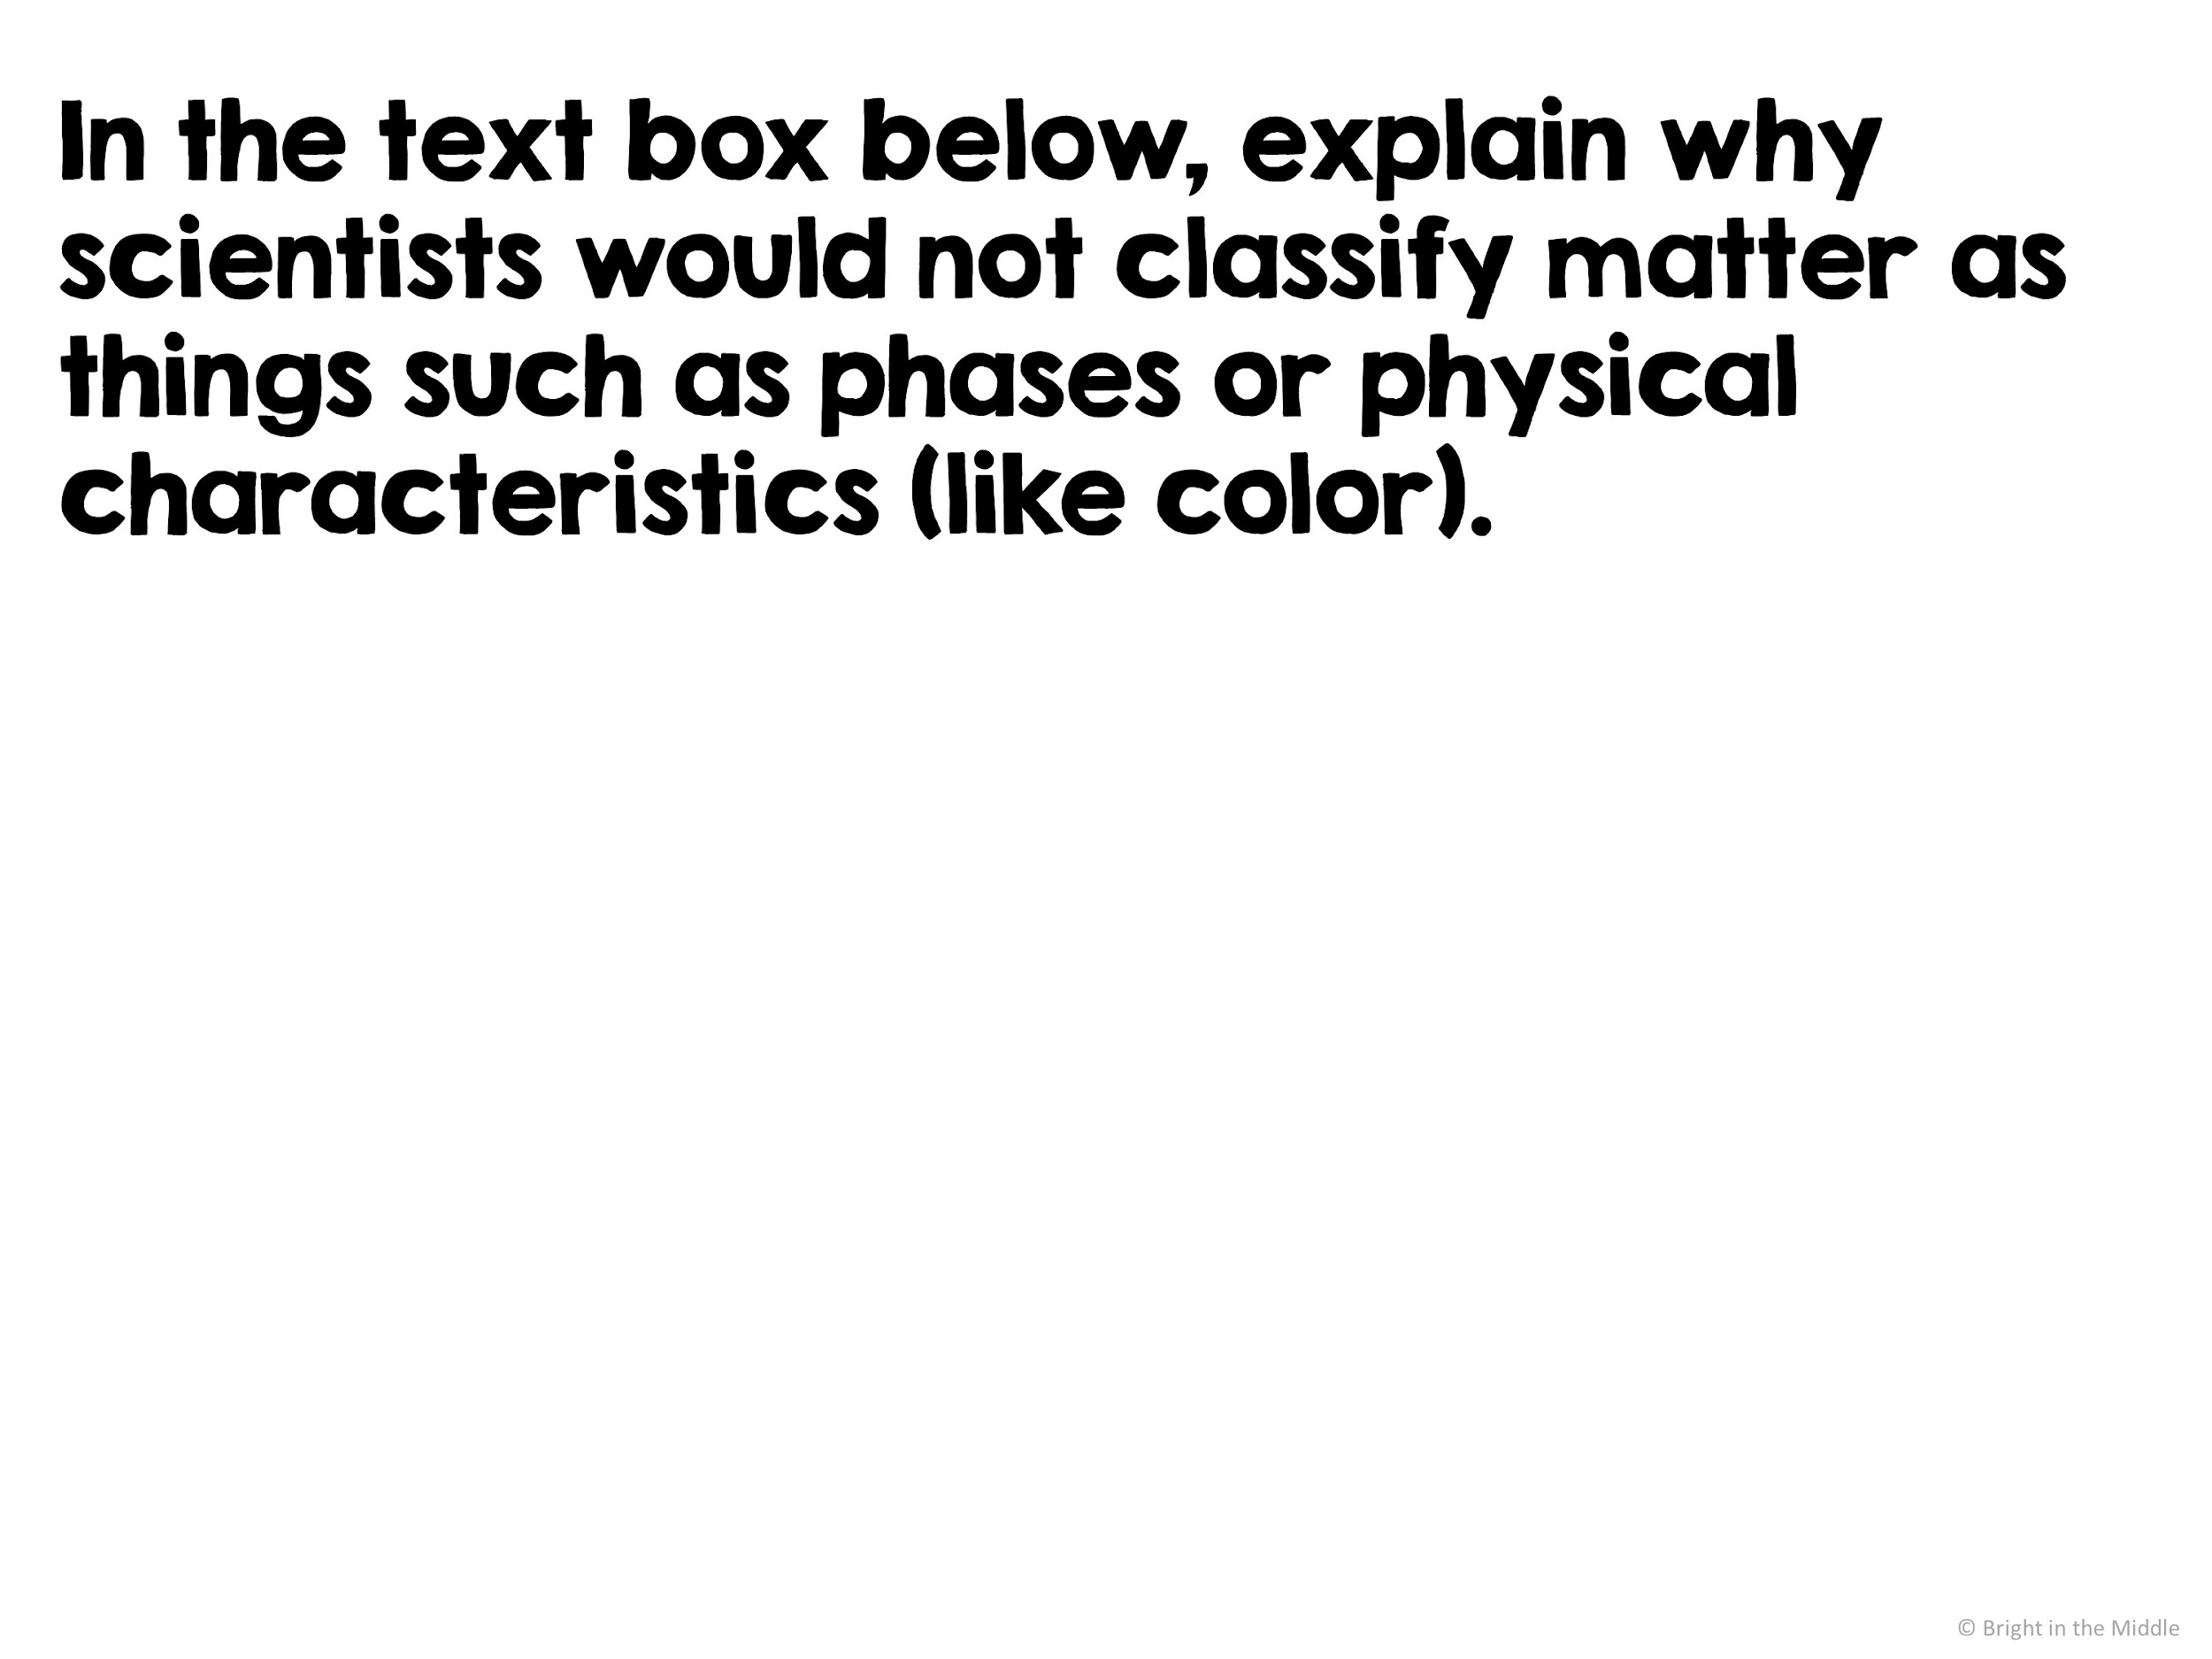 In the text box below, explain why
scientists would not classify matter as
things such as phases or physical
characteristics (like color).
© Bright in the Middle